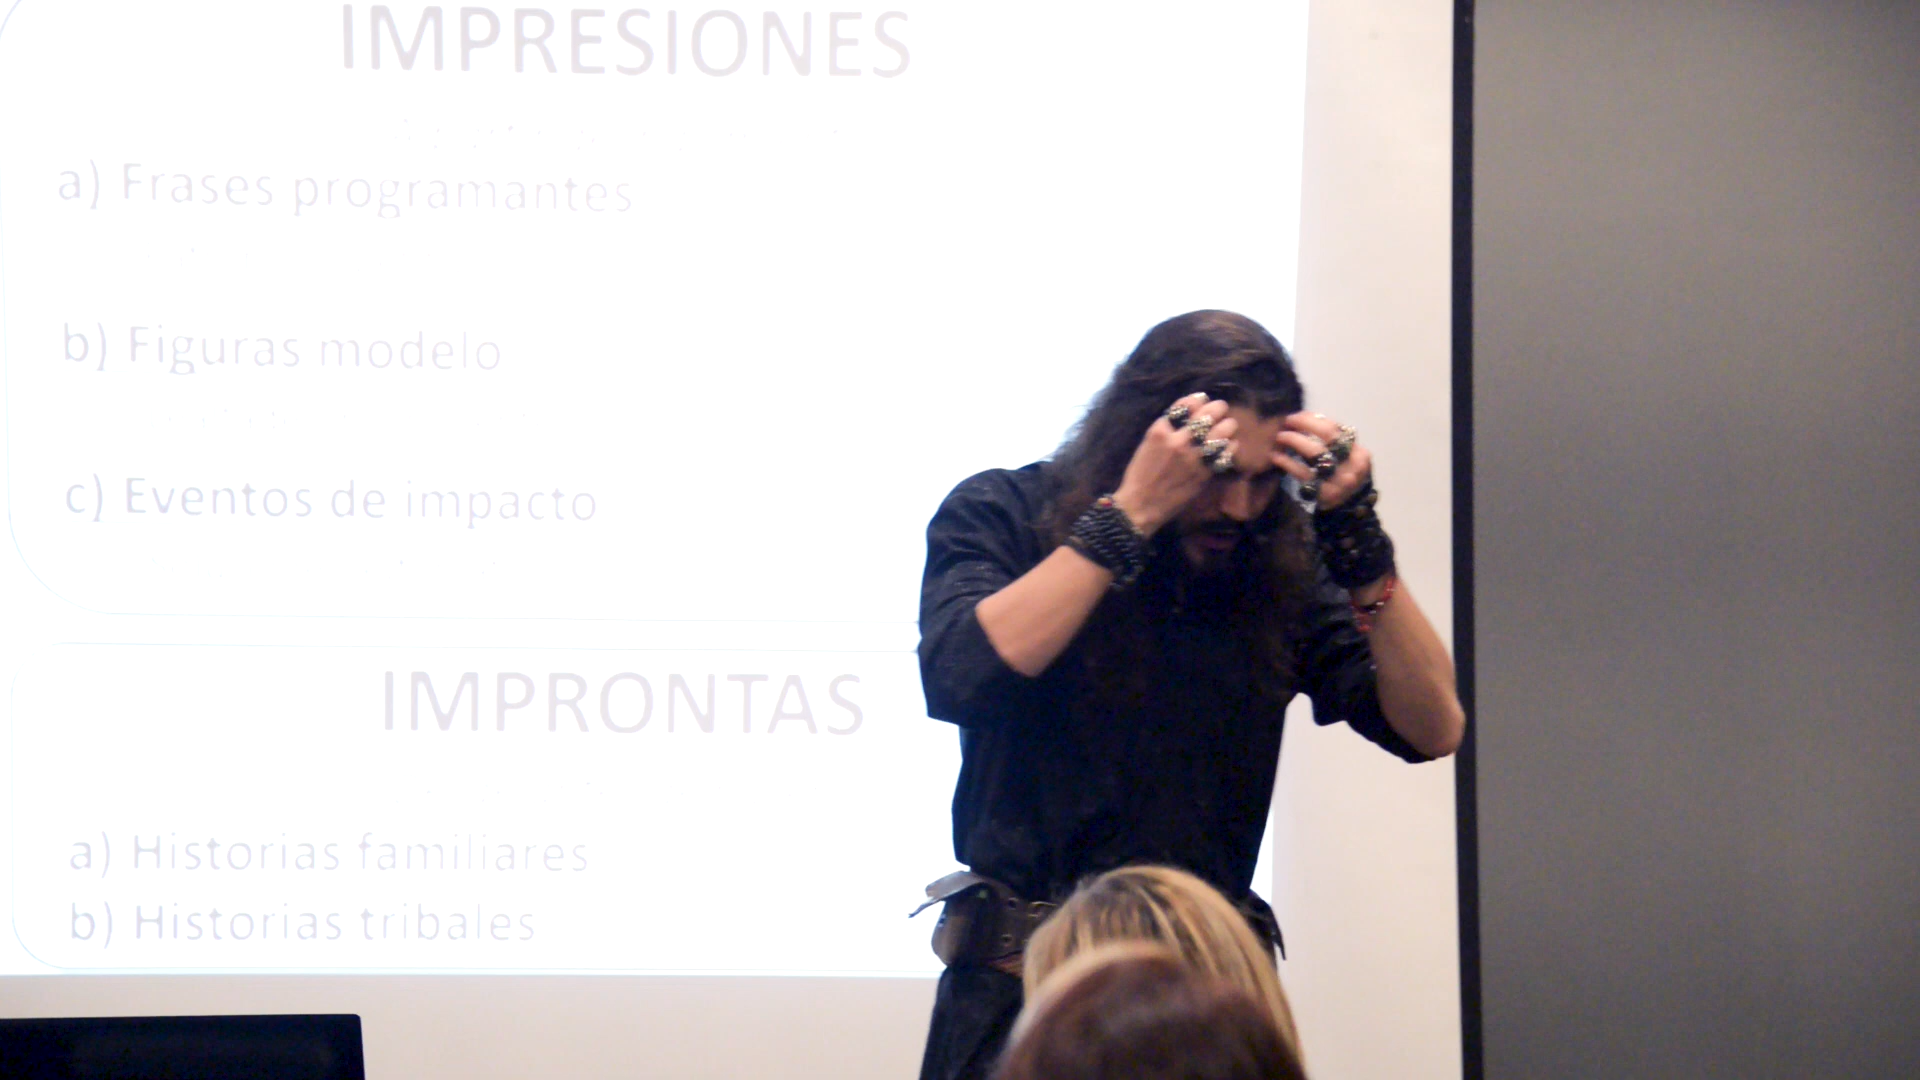 IMPRESIONES
a) Frases programantes
b) Figuras modelo
c) Eventos de impacto
IMPRONTAS
a) Historias familiares
b) Historias tribales